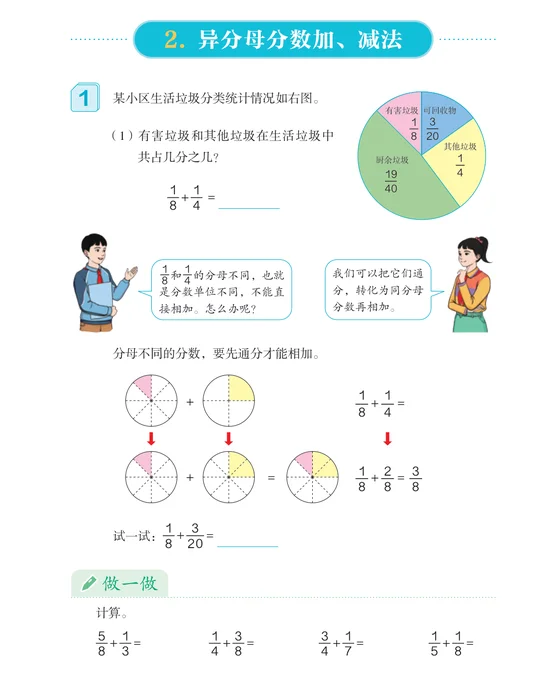 2. 异分母分数加、减法
1
某小区生活垃圾分类统计情况如右图。
（1）有害垃圾和其他垃圾在生活垃圾中
共占几分之几？
1/8 + 1/4 = ______
有害垃圾 1/8
可回收物 3/20
其他垃圾 1/4
厨余垃圾 19/40
1/8和1/4的分母不同，也就
是分数单位不同，不能直
接相加。怎么办呢？
我们可以把它们通
分，转化为同分母
分数再相加。
分母不同的分数，要先通分才能相加。
+
1/8 + 1/4 =
+ =
1/8 + 2/8 = 3/8
试一试：1/8 + 3/20 = ______
做一做
计算。
5/8 + 1/3 = 1/4 + 3/8 = 3/4 + 1/7 = 1/5 + 1/8 =